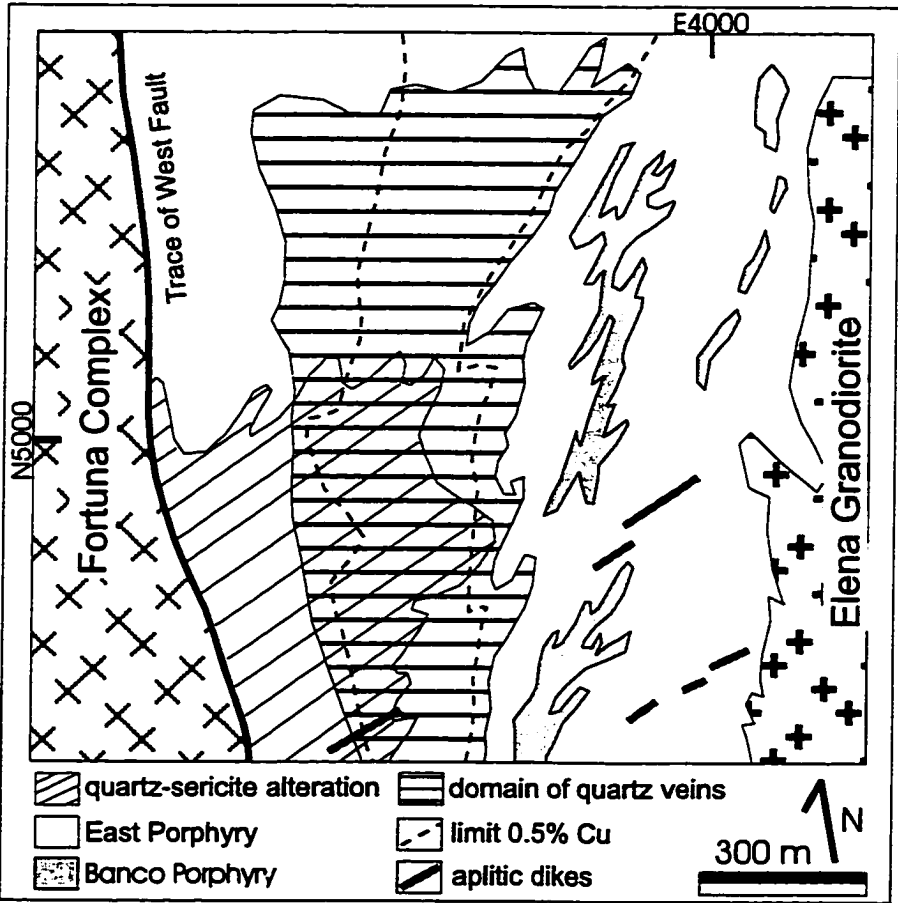 E4000
Trace of West Fault
Fortuna Complex
N5000
Elena Granodiorite
quartz-sericite alteration
domain of quartz veins
East Porphyry
limit 0.5% Cu
Banco Porphyry
aplitic dikes
N
300 m